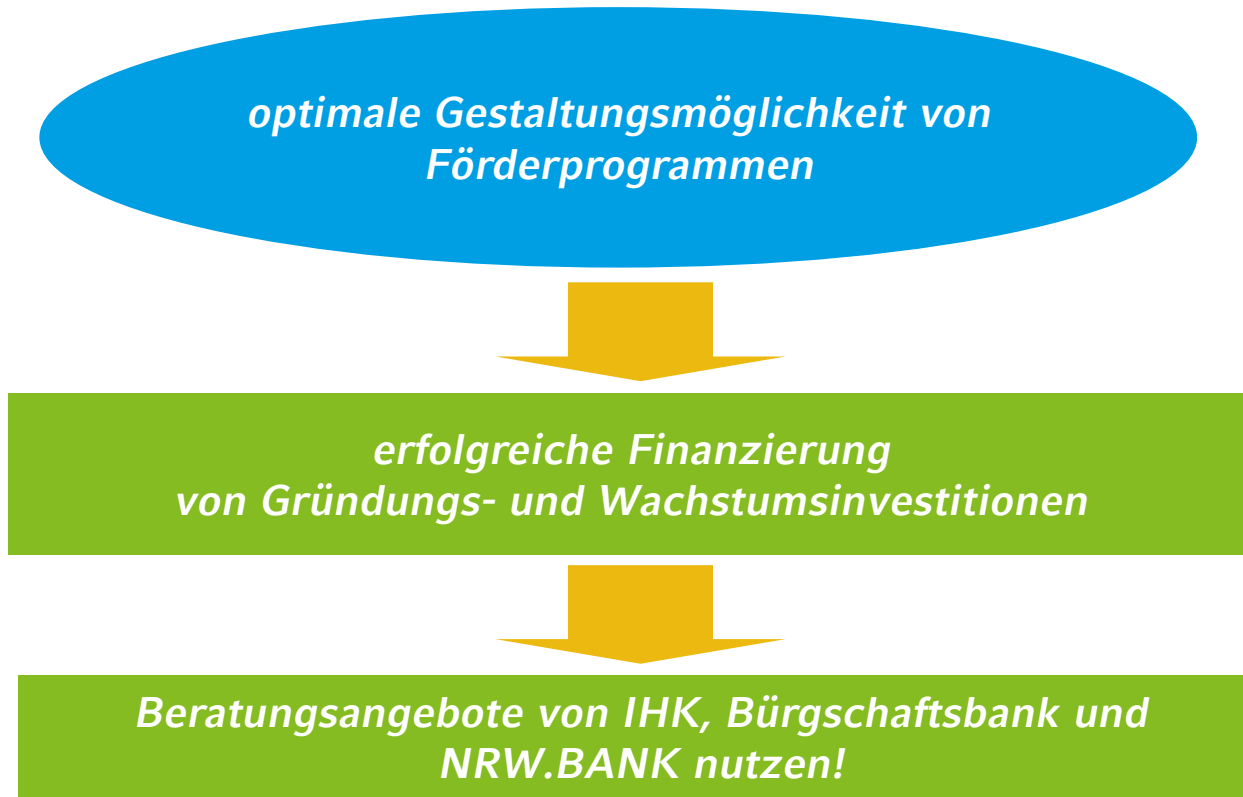 optimale Gestaltungsmöglichkeit von
Förderprogrammen
erfolgreiche Finanzierung
von Gründungs- und Wachstumsinvestitionen
Beratungsangebote von IHK, Bürgschaftsbank und
NRW.BANK nutzen!